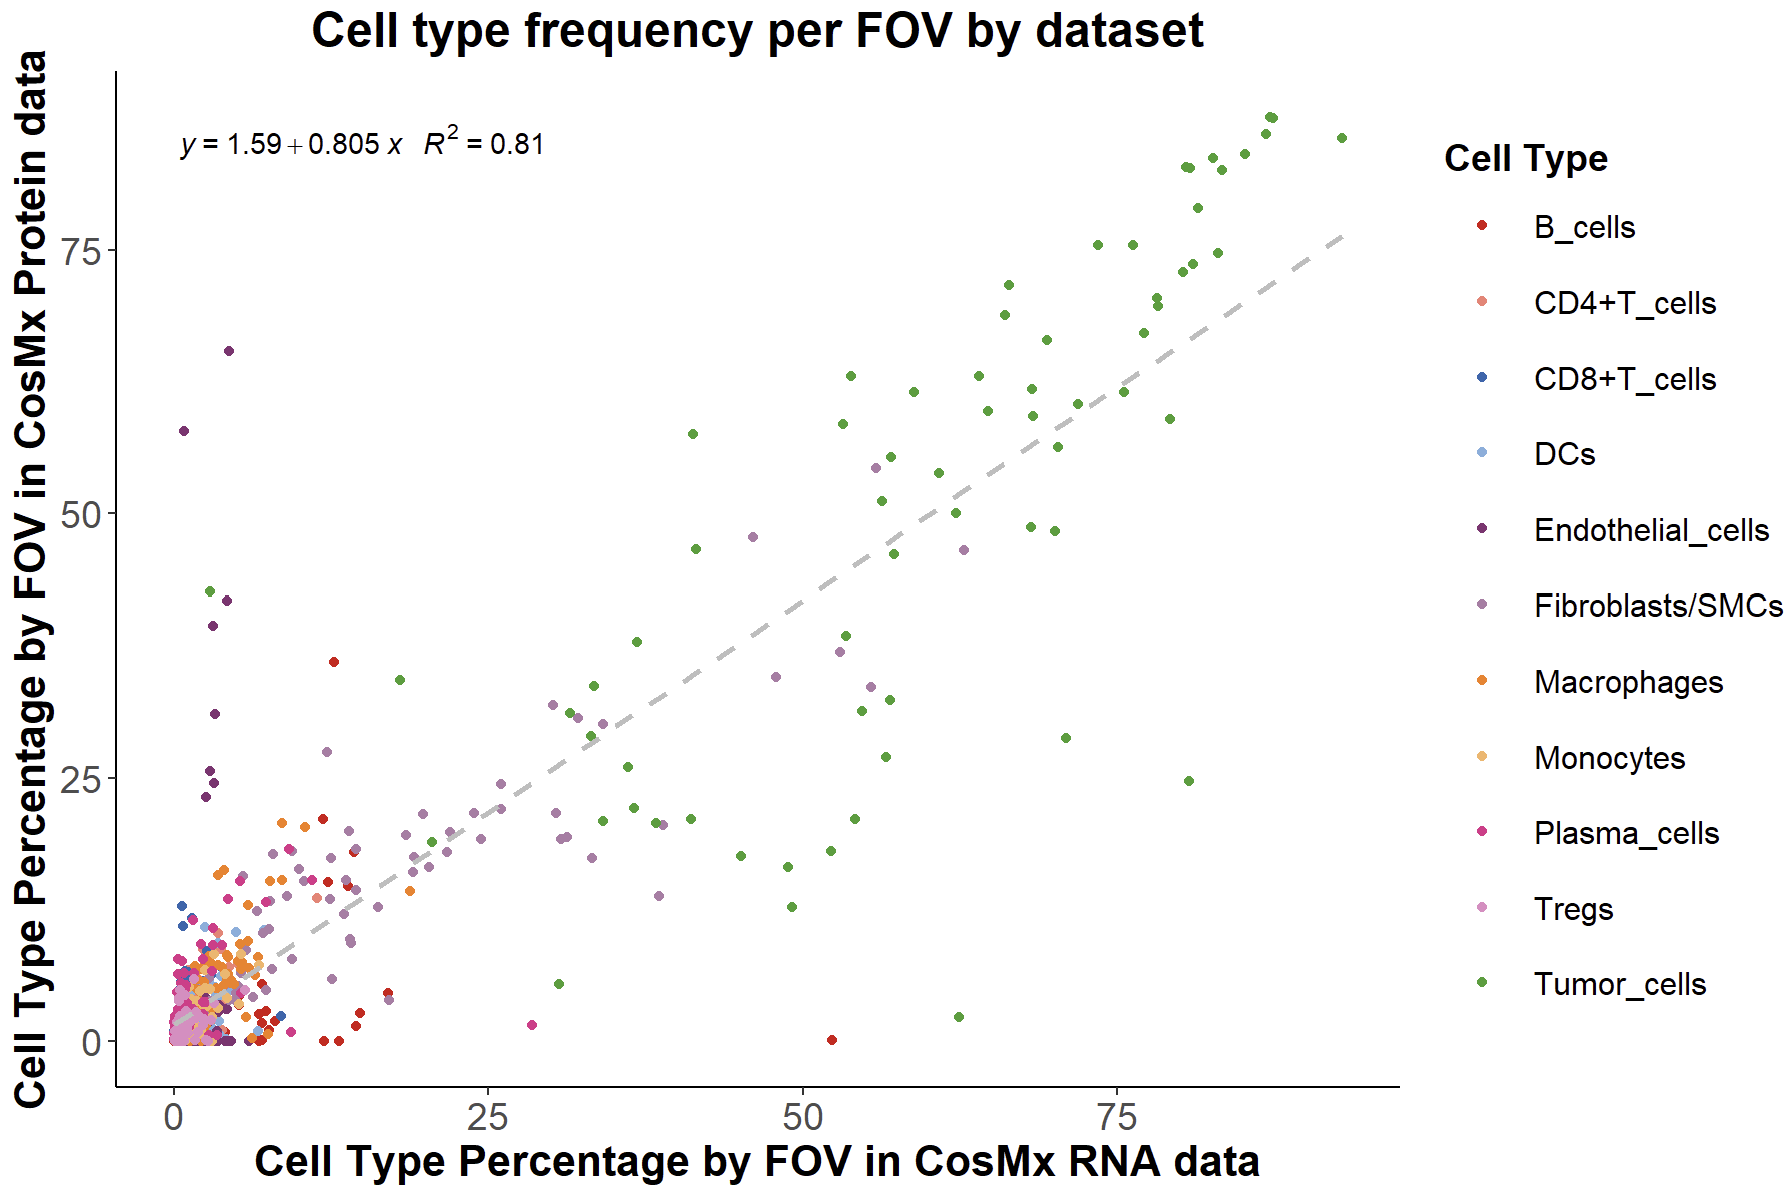 Cell type frequency per FOV by dataset
Cell Type Percentage by FOV in CosMx Protein data
y = 1.59 + 0.805 x R² = 0.81
75
50
25
0
0 25 50 75
Cell Type Percentage by FOV in CosMx RNA data
Cell Type
B_cells
CD4+T_cells
CD8+T_cells
DCs
Endothelial_cells
Fibroblasts/SMCs
Macrophages
Monocytes
Plasma_cells
Tregs
Tumor_cells